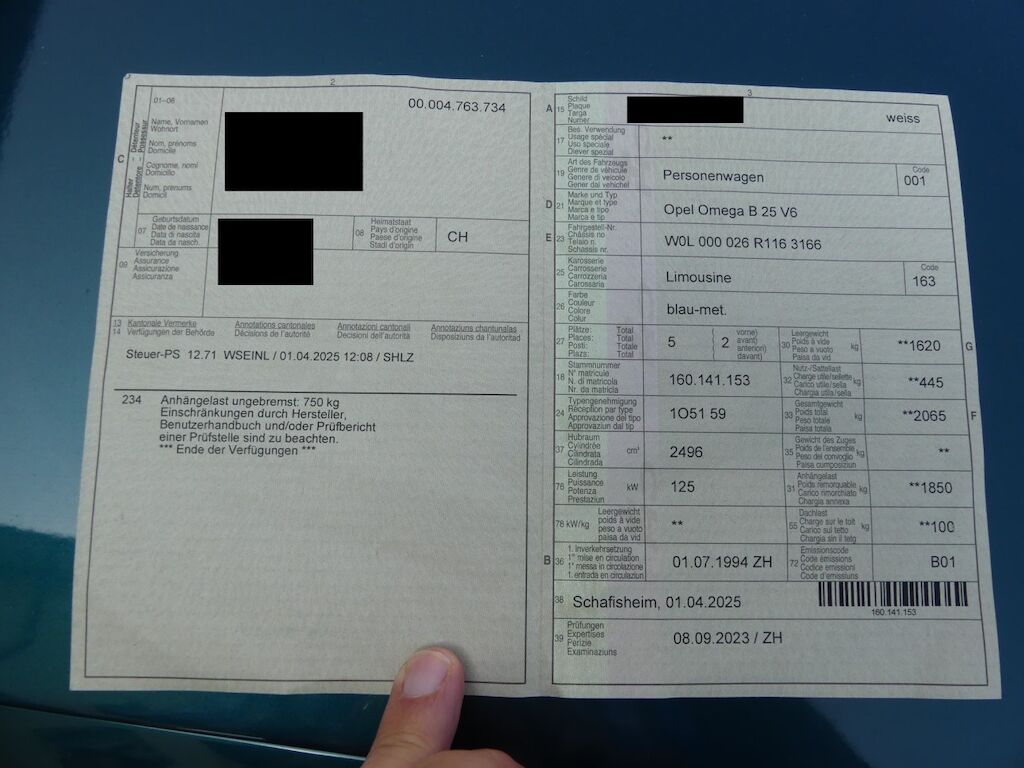 2
01–06
00.004.763.734
C
Halter Détenteur
Detentore Possessur
Name, Vornamen
Wohnort
Nom, prénoms
Domicile
Cognome, nomi
Domicilio
Num, prenums
Domicil
07
Geburtsdatum
Date de naissance
Data di nascita
Data da nasch.
08
Heimatstaat
Pays d'origine
Paese d'origine
Stadi d'origin
CH
09
Versicherung
Assurance
Assicurazione
Assicuranza
13 Kantonale Vermerke Annotations cantonales Annotazioni cantonali Annotaziuns chantunalas
14 Verfügungen der Behörde Décisions de l'autorité Decisioni dell'autorità Disposiziuns da l'autoritad
Steuer-PS 12.71 WSEINL / 01.04.2025 12:08 / SHLZ
234 Anhängelast ungebremst: 750 kg
Einschränkungen durch Hersteller,
Benutzerhandbuch und/oder Prüfbericht
einer Prüfstelle sind zu beachten.
*** Ende der Verfügungen ***
3
A 15
Schild
Plaque
Targa
Numer
weiss
17
Bes. Verwendung
Usage spécial
Uso speciale
Diever spezial
**
19
Art des Fahrzeugs
Genre de véhicule
Genere di veicolo
Gener dal vehichel
Personenwagen
Code
001
D 21
Marke und Typ
Marque et type
Marca e tipo
Marca e tip
Opel Omega B 25 V6
E 23
Fahrgestell-Nr.
Châssis no
Telaio n.
Schassis nr.
W0L 000 026 R116 3166
25
Karosserie
Carrosserie
Carrozzeria
Carossaria
Limousine
Code
163
26
Farbe
Couleur
Colore
Colur
blau-met.
27
Plätze: Total
Places: Total
Posti: Totale
Plaza: Total
5
2
vorne)
avant)
anteriori)
davant)
30
Leergewicht
Poids à vide
Peso a vuoto
Paisa da vid
kg
**1620
G
18
Stammnummer
N° matricule
N. di matricola
Nr. da matricla
160.141.153
32
Nutz-/Sattellast
Charge utile/sellette
Carico utile/sella
Chargia utila/sella
kg
**445
24
Typengenehmigung
Réception par type
Approvazione del tipo
Approvaziun dal tip
1O51 59
33
Gesamtgewicht
Poids total
Peso totale
Paisa totala
kg
**2065
F
37
Hubraum
Cylindrée
Cilindrata
Cilindrada
cm³
2496
35
Gewicht des Zuges
Poids de l'ensemble
Peso del convoglio
Paisa cumposiziun
kg
**
76
Leistung
Puissance
Potenza
Prestaziun
kW
125
31
Anhängelast
Poids remorquable
Carico rimorchiato
Chargia annexa
kg
**1850
78 kW/kg
Leergewicht
poids à vide
peso a vuoto
paisa da vid
**
55
Dachlast
Charge sur le toit
Carico sul tetto
Chargia sin il tetg
kg
**100
B 36
1. Inverkehrsetzung
1re mise en circulation
1a messa in circolazione
1. entrada en circulaziun
01.07.1994 ZH
72
Emissionscode
Code émissions
Codice emissioni
Code d'emissiuns
B01
38 Schafisheim, 01.04.2025
160.141.153
39
Prüfungen
Expertises
Perizie
Examinaziuns
08.09.2023 / ZH